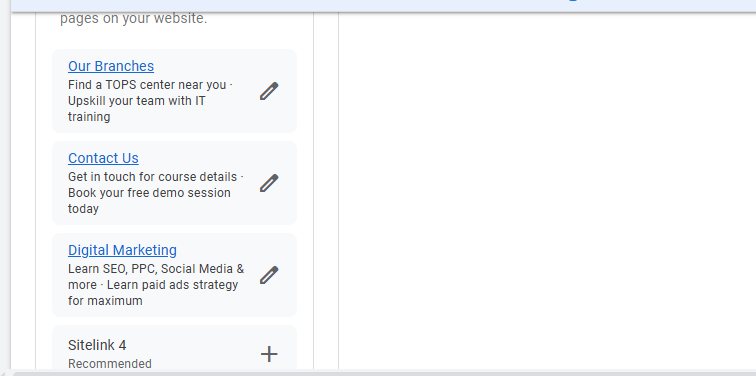 pages on your website.
Our Branches
Find a TOPS center near you ·
Upskill your team with IT
training
Contact Us
Get in touch for course details ·
Book your free demo session
today
Digital Marketing
Learn SEO, PPC, Social Media &
more · Learn paid ads strategy
for maximum
Sitelink 4
Recommended